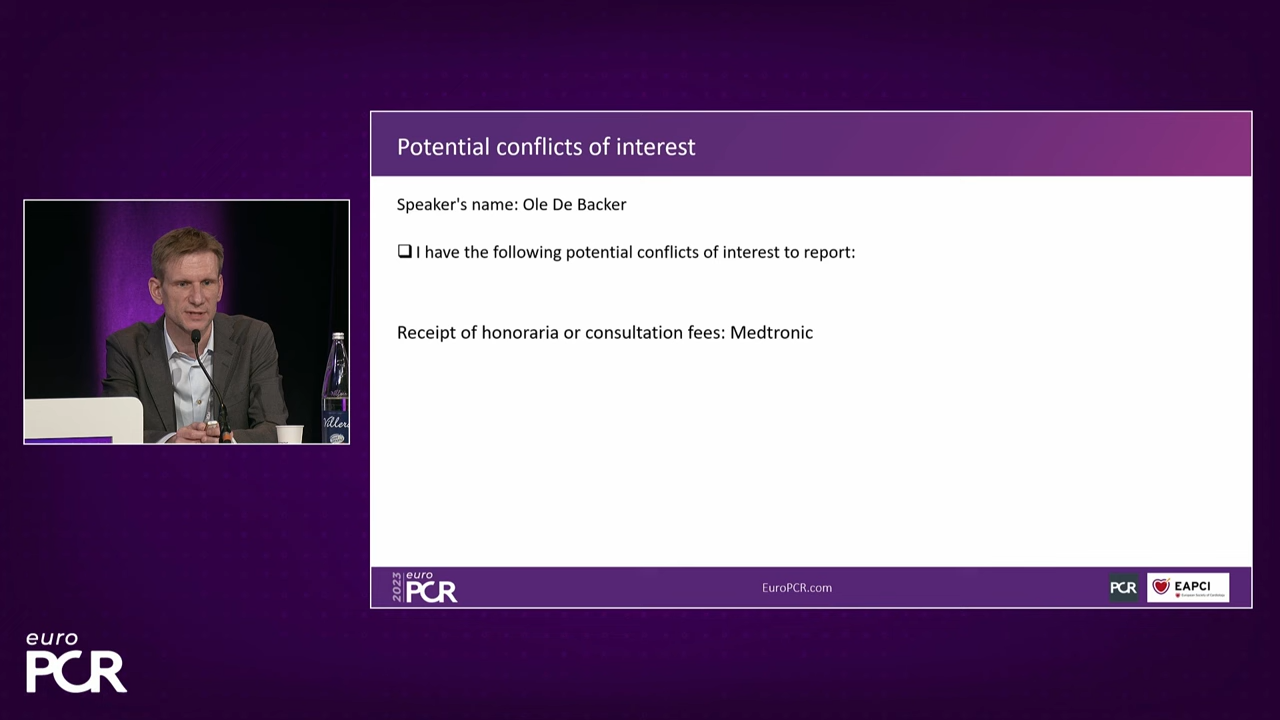 Potential conflicts of interest
Speaker's name: Ole De Backer
❑ I have the following potential conflicts of interest to report:
Receipt of honoraria or consultation fees: Medtronic
2023 euro PCR
EuroPCR.com
PCR
EAPCI
euro
PCR